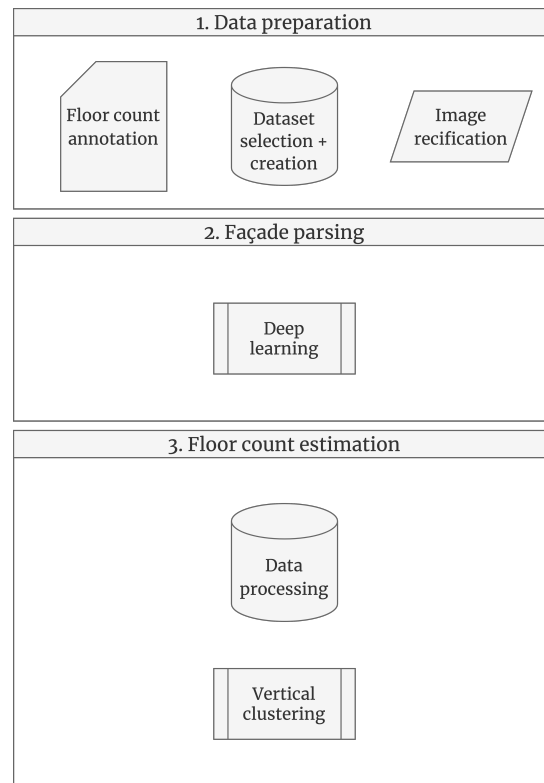 1. Data preparation
Floor count
annotation
Dataset
selection +
creation
Image
recification
2. Façade parsing
Deep
learning
3. Floor count estimation
Data
processing
Vertical
clustering